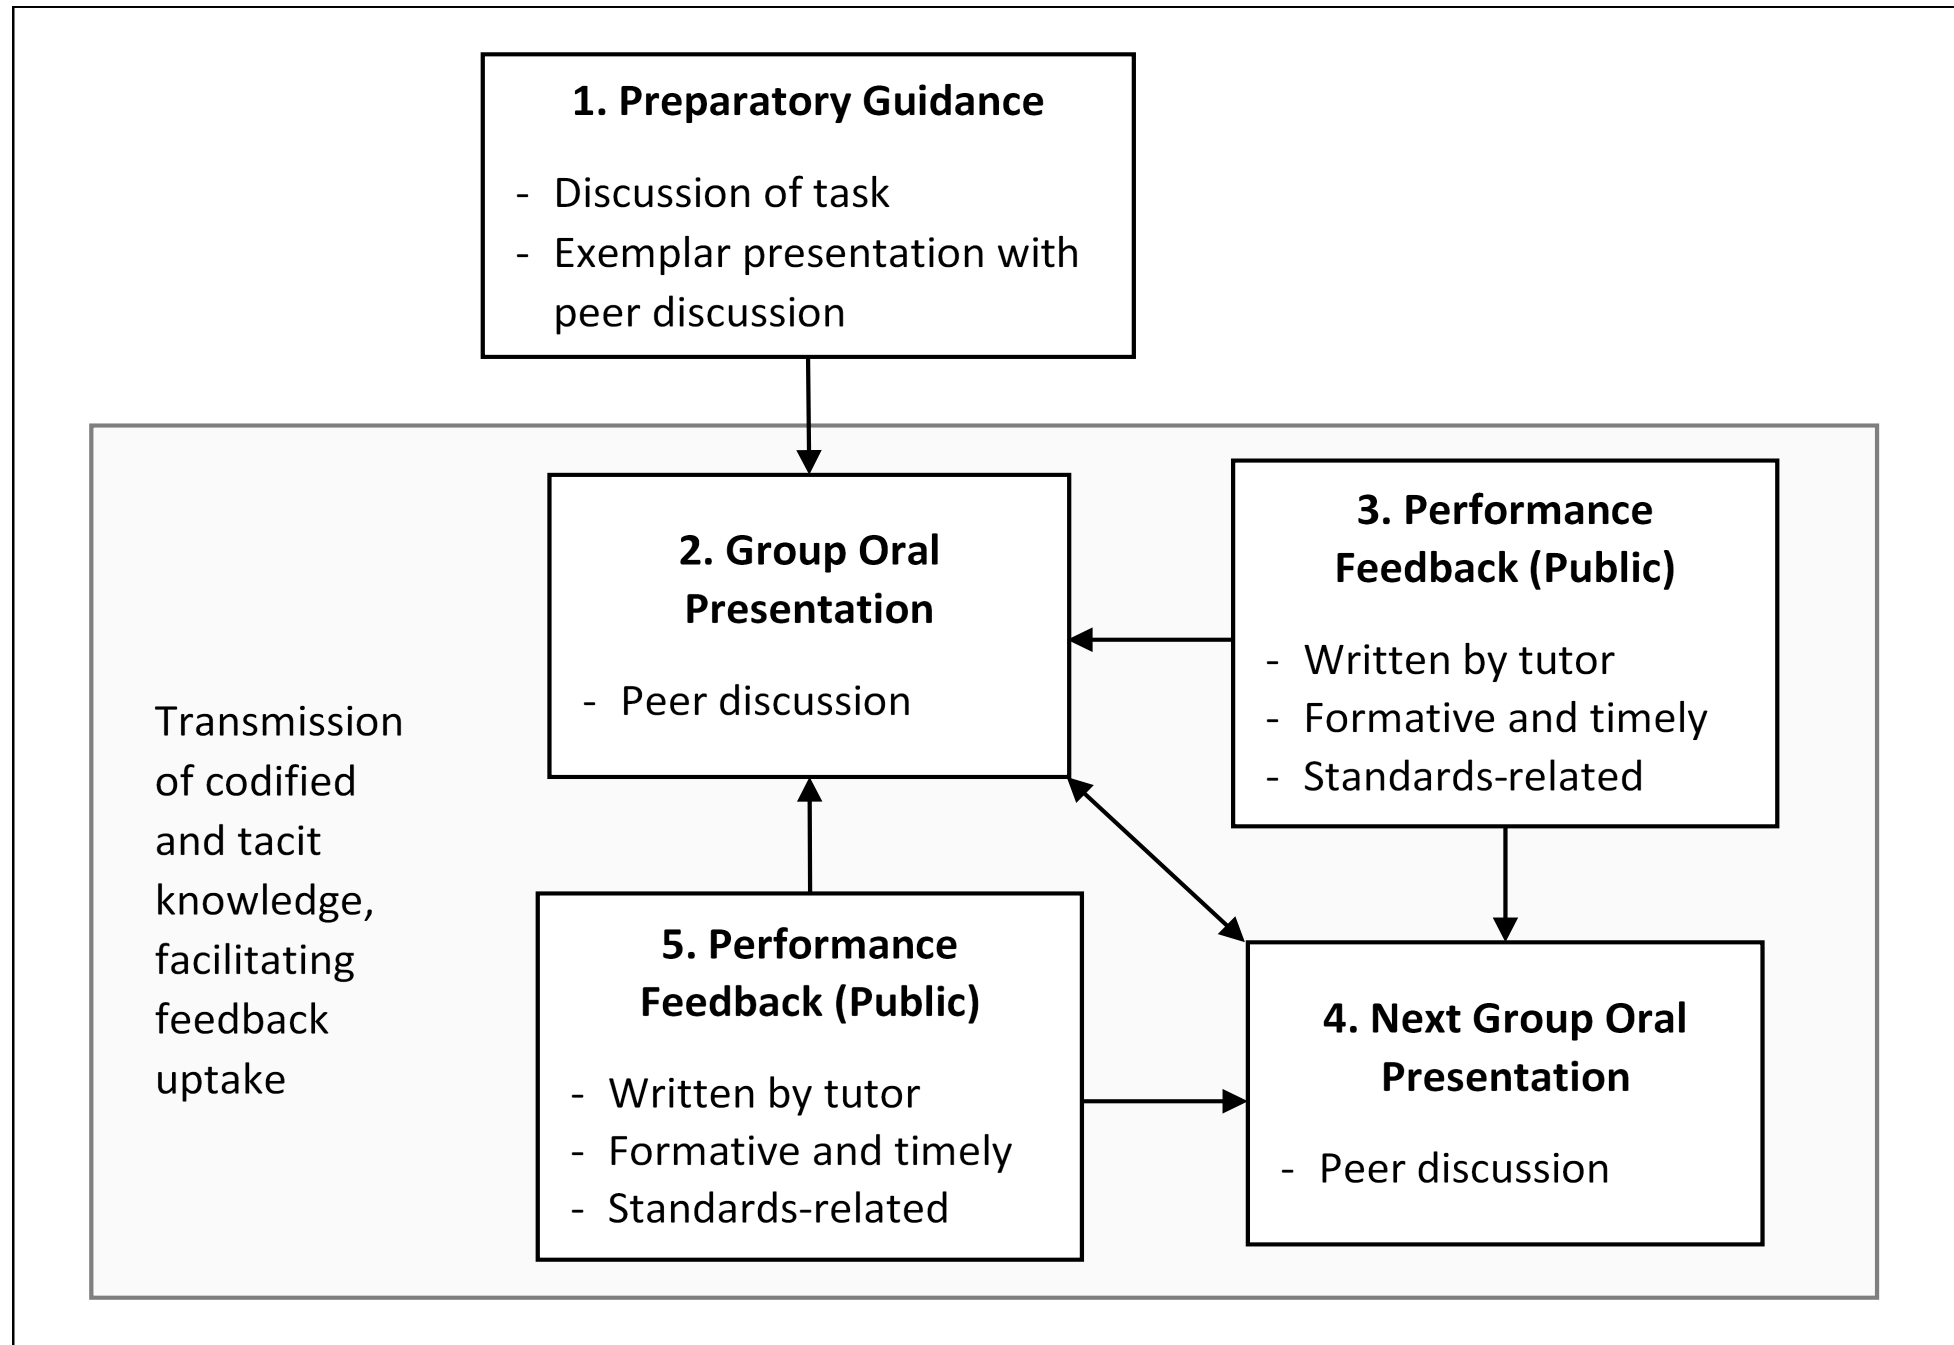 1. Preparatory Guidance
- Discussion of task
- Exemplar presentation with
peer discussion
2. Group Oral
Presentation
- Peer discussion
3. Performance
Feedback (Public)
- Written by tutor
- Formative and timely
- Standards-related
Transmission
of codified
and tacit
knowledge,
facilitating
feedback
uptake
5. Performance
Feedback (Public)
- Written by tutor
- Formative and timely
- Standards-related
4. Next Group Oral
Presentation
- Peer discussion